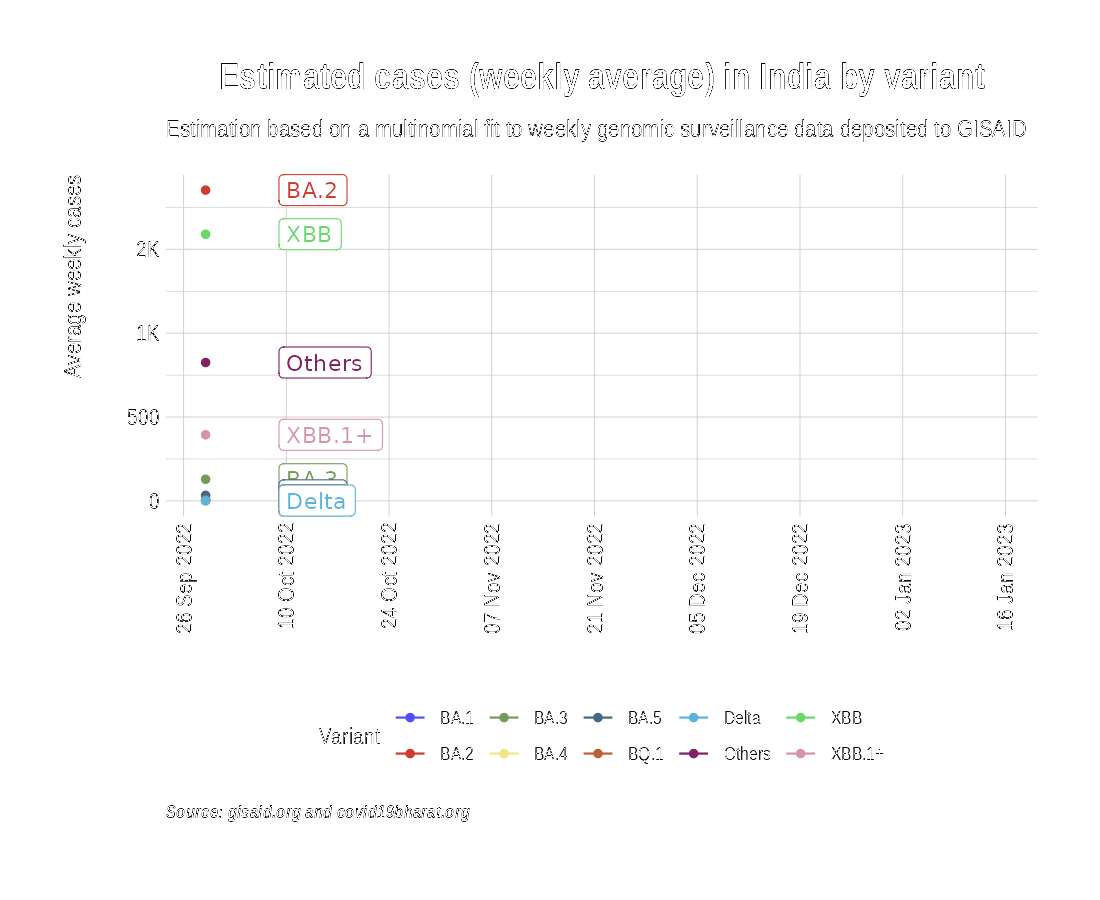 Estimated cases (weekly average) in India by variant
Estimation based on a multinomial fit to weekly genomic surveillance data deposited to GISAID
Average weekly cases
2K
1K
500
0
BA.2
XBB
Others
XBB.1+
BA.3
Delta
26 Sep 2022
10 Oct 2022
24 Oct 2022
07 Nov 2022
21 Nov 2022
05 Dec 2022
19 Dec 2022
02 Jan 2023
16 Jan 2023
Variant
BA.1 BA.3 BA.5 Delta XBB
BA.2 BA.4 BQ.1 Others XBB.1+
Source: gisaid.org and covid19bharat.org